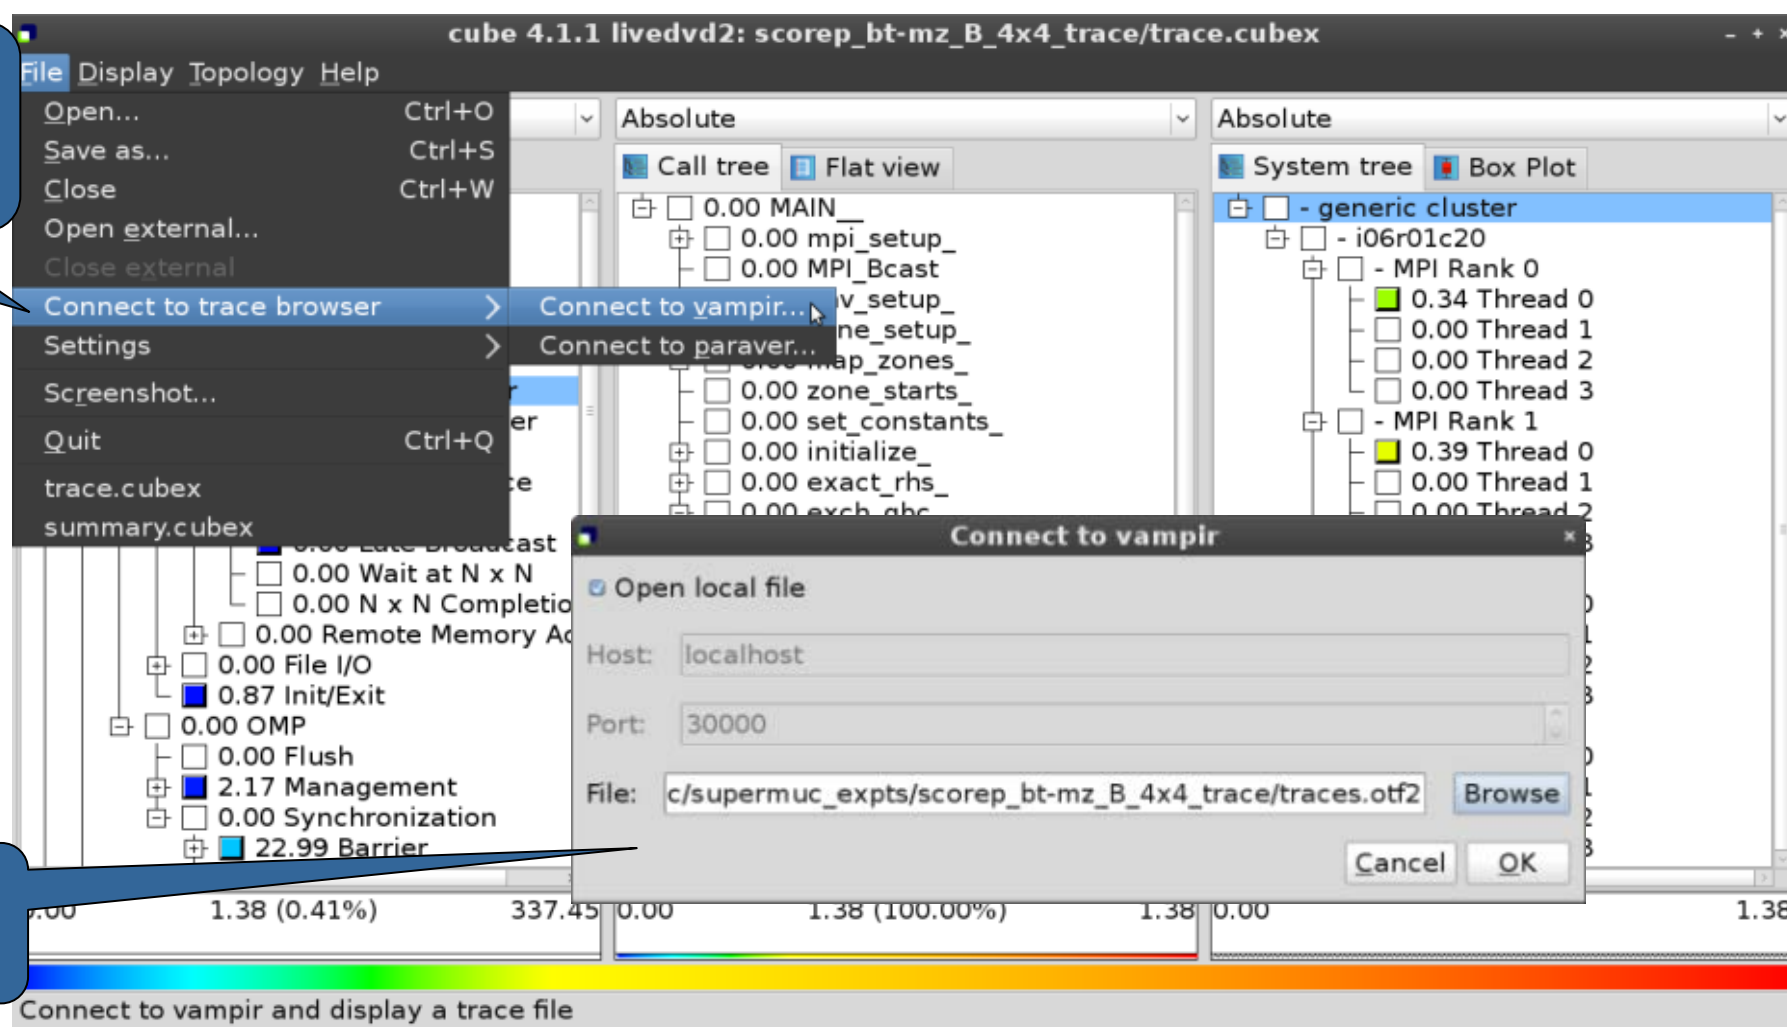 cube 4.1.1 livedvd2: scorep_bt-mz_B_4x4_trace/trace.cubex
File Display Topology Help
Open... Ctrl+O
Save as... Ctrl+S
Close Ctrl+W
Open external...
Close external
Connect to trace browser
Settings
Screenshot...
Quit Ctrl+Q
trace.cubex
summary.cubex
Connect to vampir...
Connect to paraver...
0.00 Wait at N x N
0.00 N x N
0.00 Remote Memory
0.00 File I/O
0.87 Init/Exit
0.00 OMP
0.00 Flush
2.17 Management
0.00 Synchronization
22.99 Barrier
1.38 (0.41%) 337.45
Absolute
Call tree Flat view
0.00 MAIN__
0.00 mpi_setup_
0.00 MPI_Bcast
0.00 zone_starts_
0.00 set_constants_
0.00 initialize_
0.00 exact_rhs_
0.00 exch_qbc_
0.00 1.38 (100.00%) 1.38
Absolute
System tree Box Plot
- generic cluster
- i06r01c20
- MPI Rank 0
0.34 Thread 0
0.00 Thread 1
0.00 Thread 2
0.00 Thread 3
- MPI Rank 1
0.39 Thread 0
0.00 Thread 1
0.00 Thread 2
0.00 1.38
Connect to vampir
Open local file
Host: localhost
Port: 30000
File: c/supermuc_expts/scorep_bt-mz_B_4x4_trace/traces.otf2 Browse
Cancel OK
Connect to vampir and display a trace file